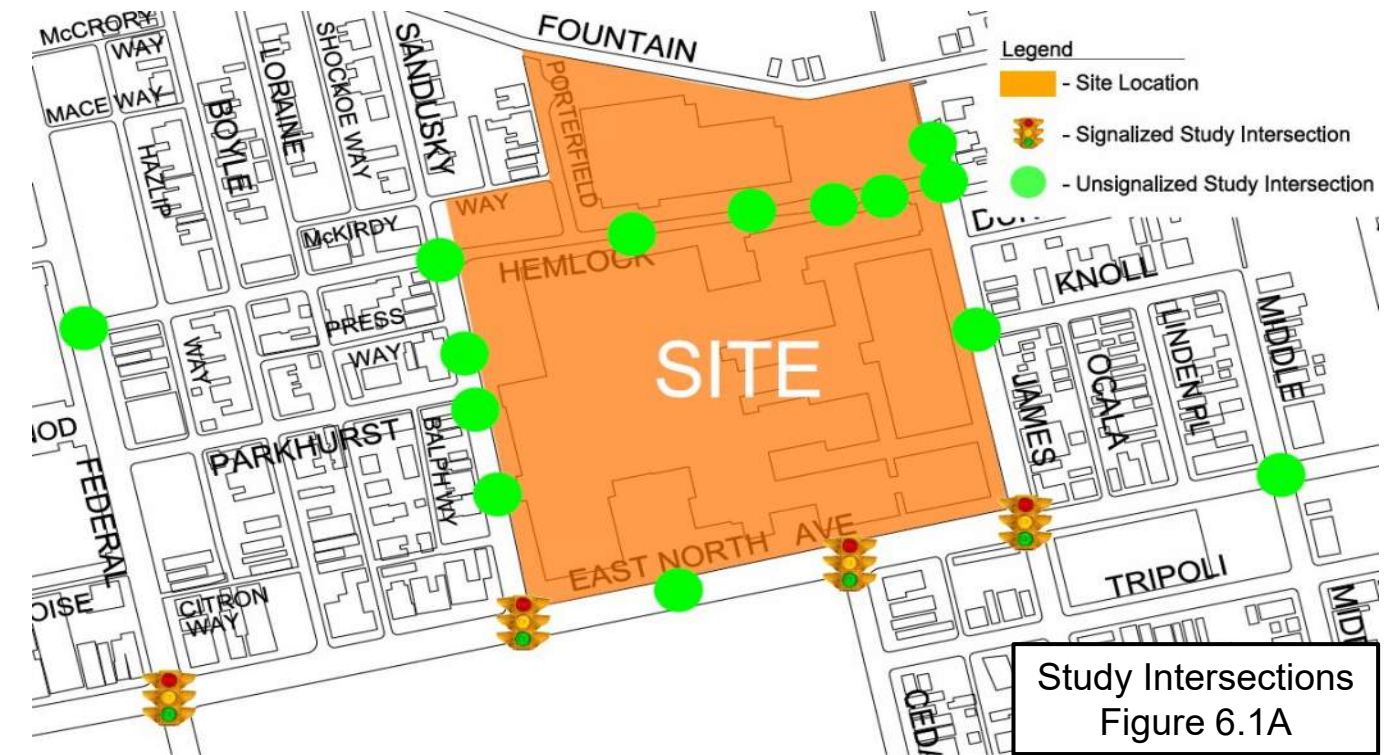 McCRORY
WAY
MACE WAY
HAZLIP
BOYLE
LORAINE
SHOCKOE WAY
SANDUSKY
FOUNTAIN
PORTERFIELD
Legend
- Site Location
- Signalized Study Intersection
- Unsignalized Study Intersection
McKIRDY
WAY
HEMLOCK
PRESS
WAY
WAY
SITE
KNOLL
MIDDLE
LINDEN PL
OGALA
JAMES
PARKHURST
BALPH WY
FEDERAL
EAST NORTH AVE
TRIPOLI
CITRON
WAY
Study Intersections
Figure 6.1A